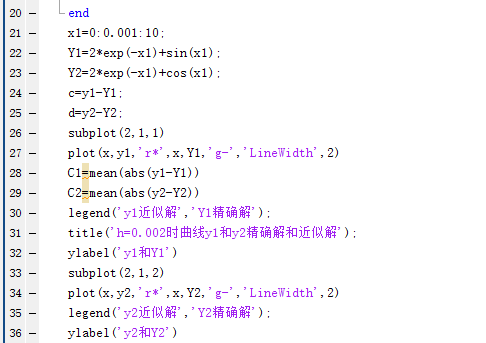 20 — end
21 — x1=0:0.001:10;
22 — Y1=2*exp(-x1)+sin(x1);
23 — Y2=2*exp(-x1)+cos(x1);
24 — c=y1-Y1;
25 — d=y2-Y2;
26 — subplot(2,1,1)
27 — plot(x,y1,'r*',x,Y1,'g-','LineWidth',2)
28 — C1=mean(abs(y1-Y1))
29 — C2=mean(abs(y2-Y2))
30 — legend('y1近似解','Y1精确解');
31 — title('h=0.002时曲线y1和y2精确解和近似解');
32 — ylabel('y1和Y1')
33 — subplot(2,1,2)
34 — plot(x,y2,'r*',x,Y2,'g-','LineWidth',2)
35 — legend('y2近似解','Y2精确解');
36 — ylabel('y2和Y2')